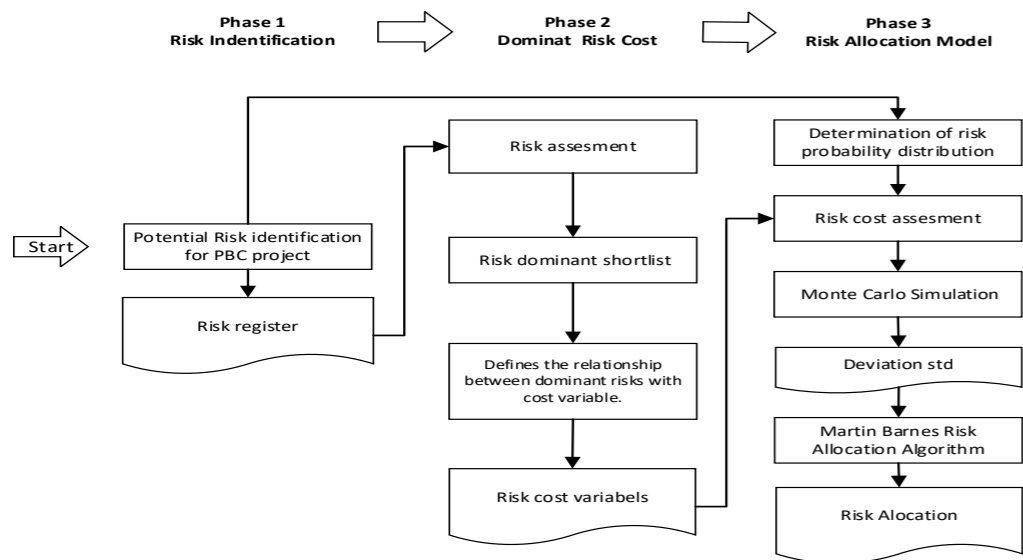 Phase 1
Risk Indentification
Phase 2
Dominat Risk Cost
Phase 3
Risk Allocation Model
Start
Potential Risk identification
for PBC project
Risk register
Risk assesment
Risk dominant shortlist
Defines the relationship
between dominant risks with
cost variable.
Risk cost variabels
Determination of risk
probability distribution
Risk cost assesment
Monte Carlo Simulation
Deviation std
Martin Barnes Risk
Allocation Algorithm
Risk Alocation